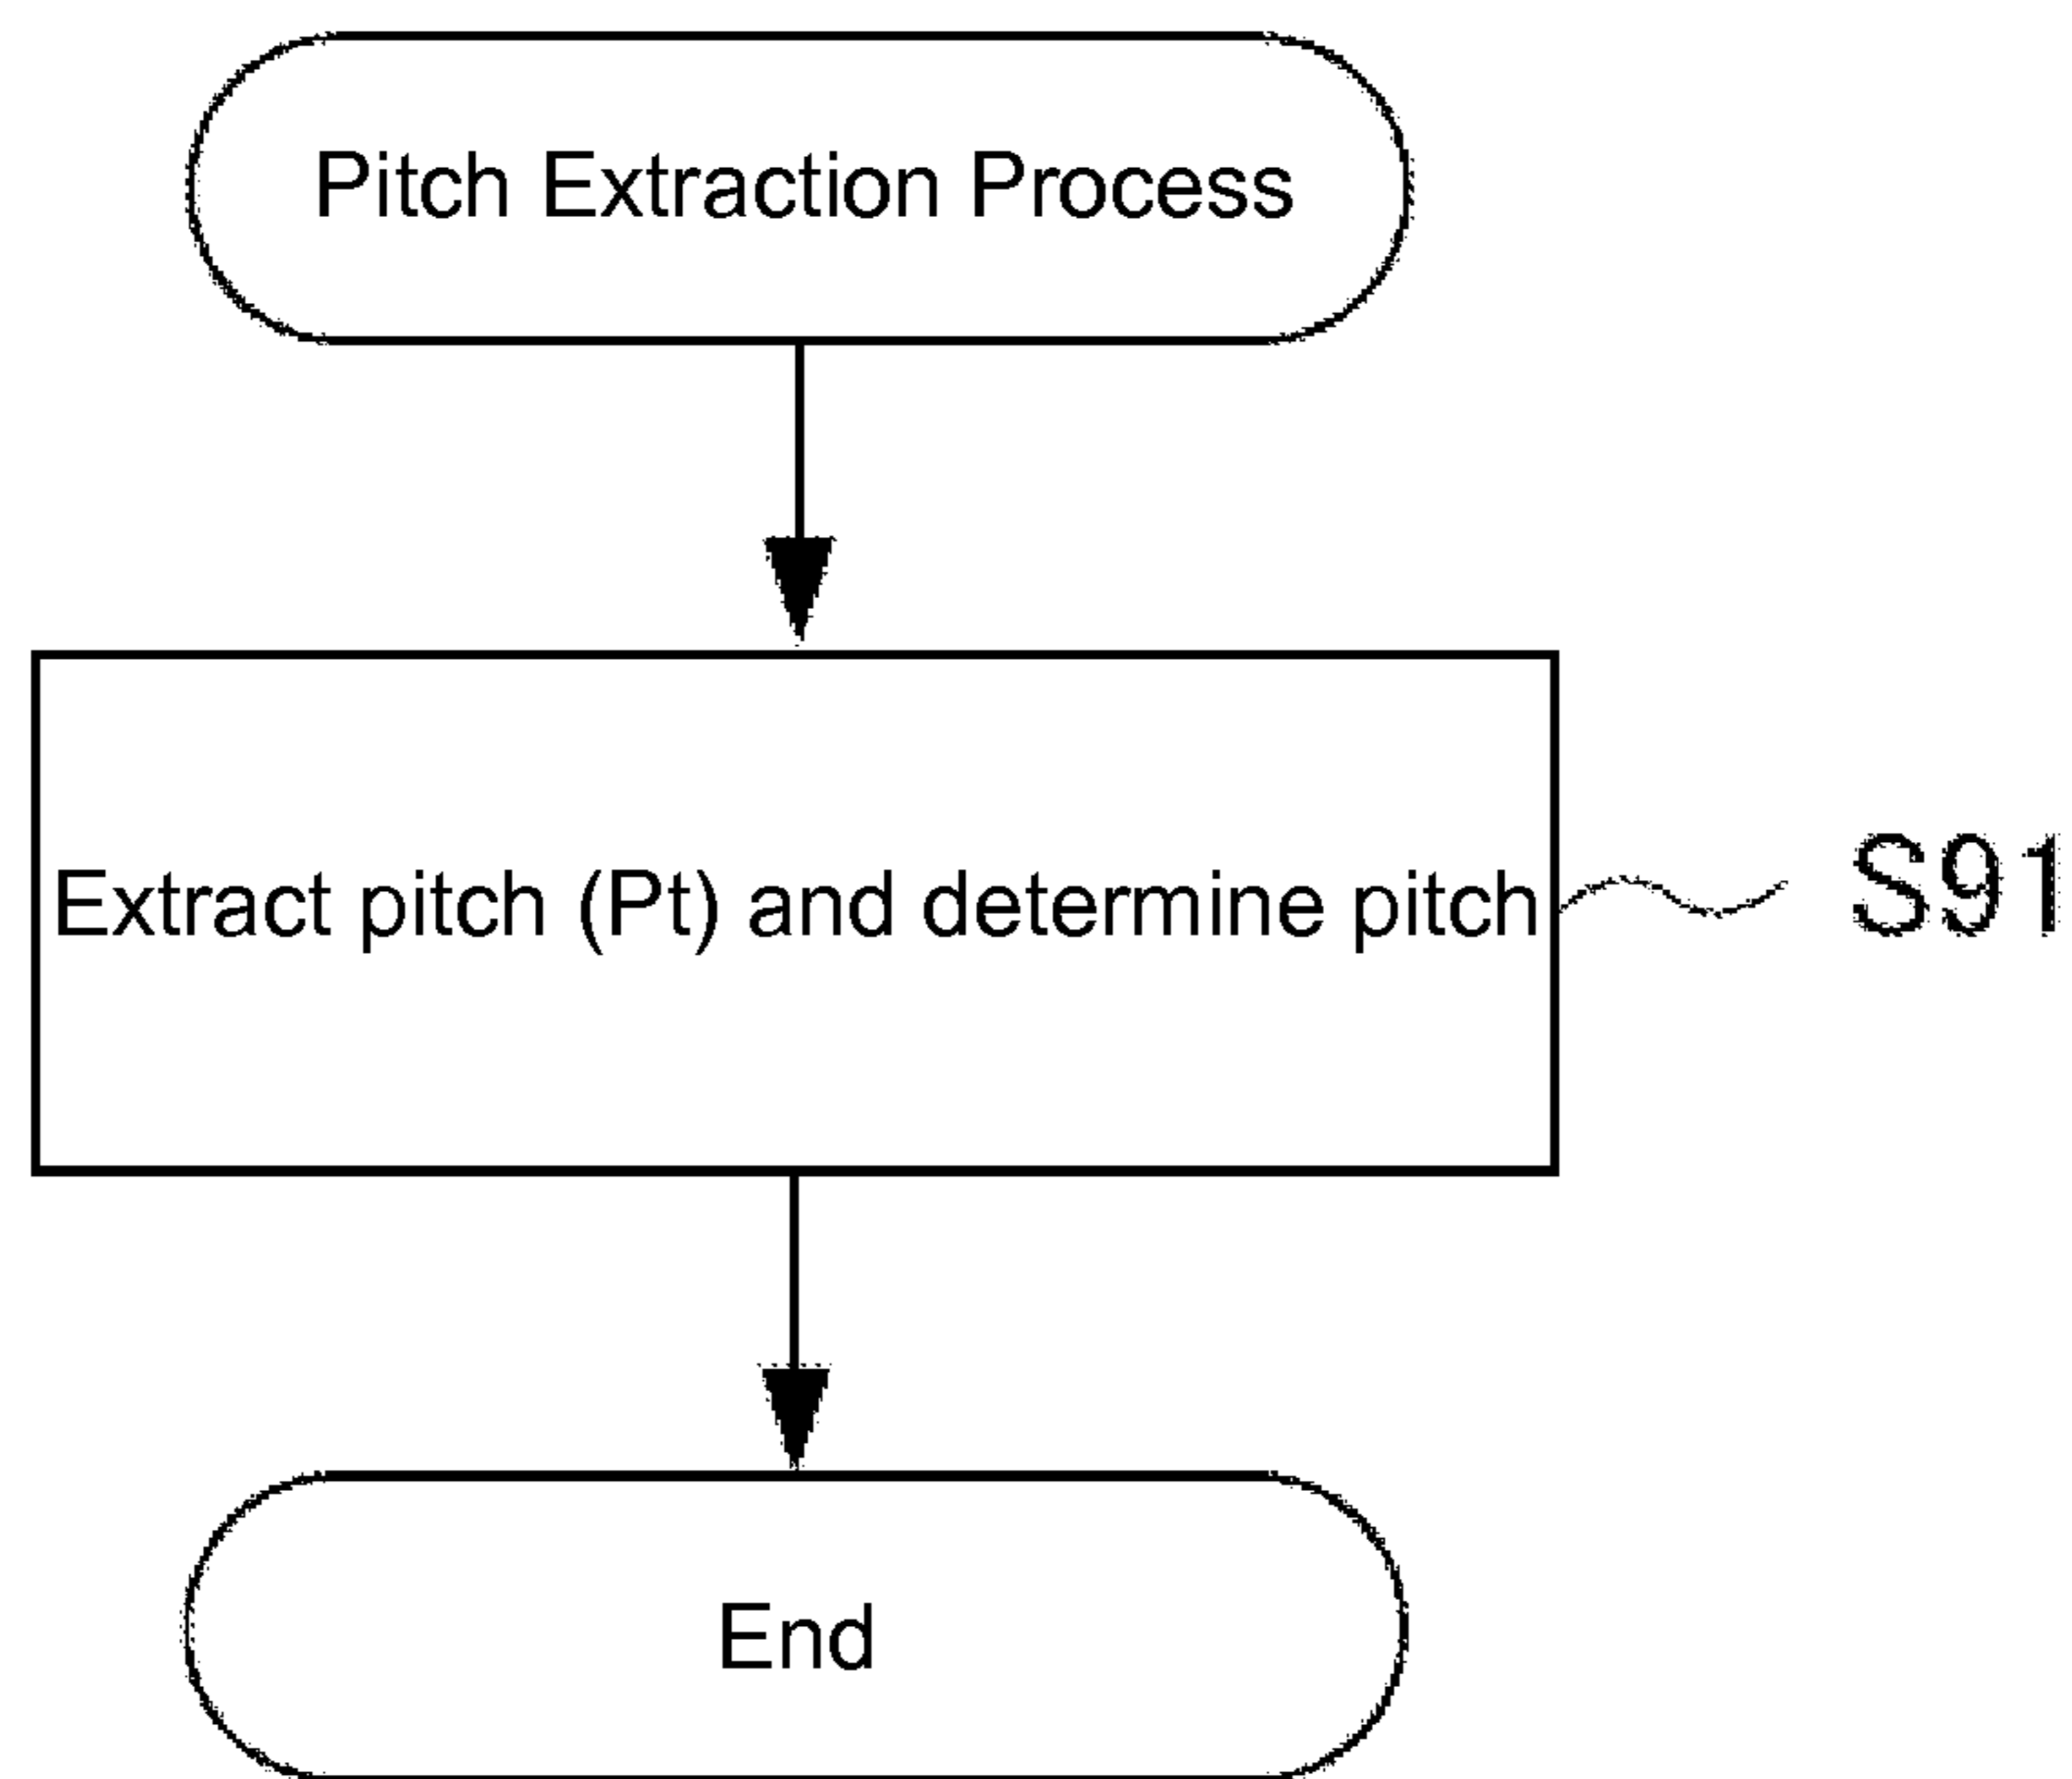 Pitch Extraction Process
Extract pitch (Pt) and determine pitch
S91
End